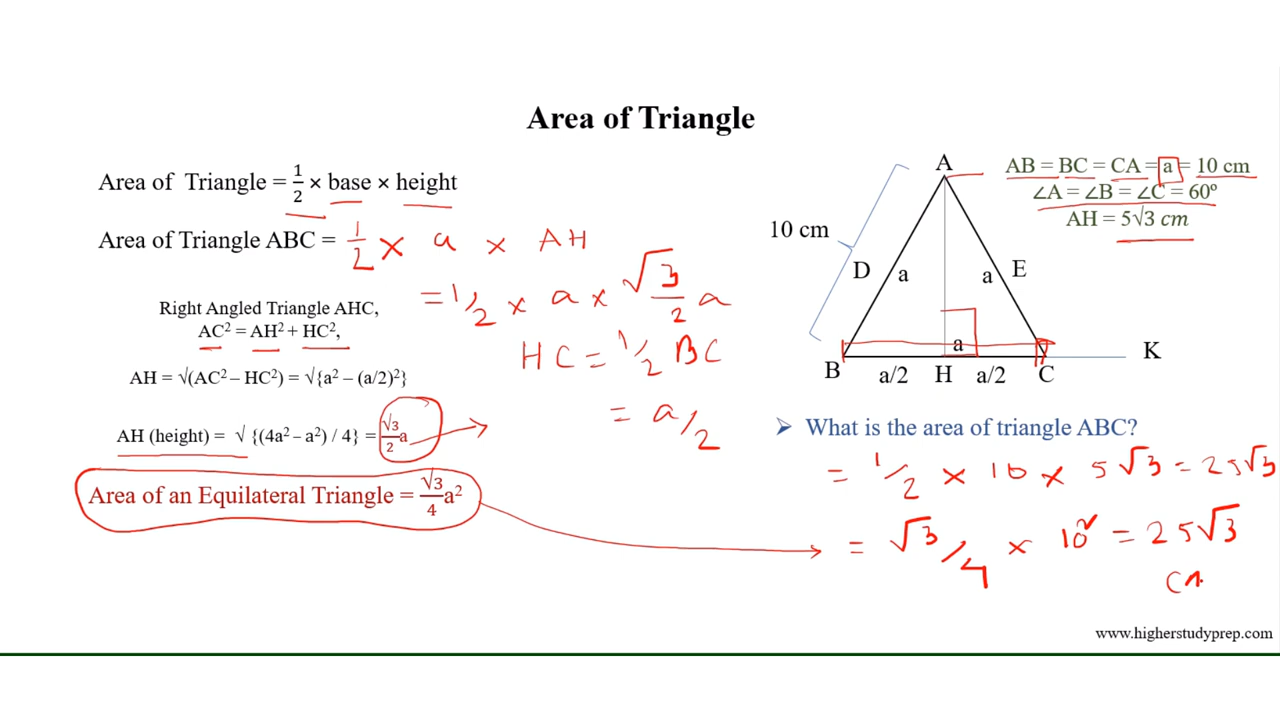 Area of Triangle
Area of Triangle = 1/2 × base × height
Area of Triangle ABC = 1/2 × a × AH
= 1/2 × a × √3/2 a
Right Angled Triangle AHC,
AC² = AH² + HC²,
HC = 1/2 BC
AH = √(AC² – HC²) = √{a² – (a/2)²}
= a/2
AH (height) = √ {(4a² – a²) / 4} = √3/2 a
Area of an Equilateral Triangle = √3/4 a²
A
AB = BC = CA = a = 10 cm
∠A = ∠B = ∠C = 60º
AH = 5√3 cm
10 cm
D
a
a
E
a
B
a/2
H
a/2
C
K
➢ What is the area of triangle ABC?
= 1/2 × 10 × 5√3 = 25√3
= √3/4 × 10² = 25√3
www.higherstudyprep.com